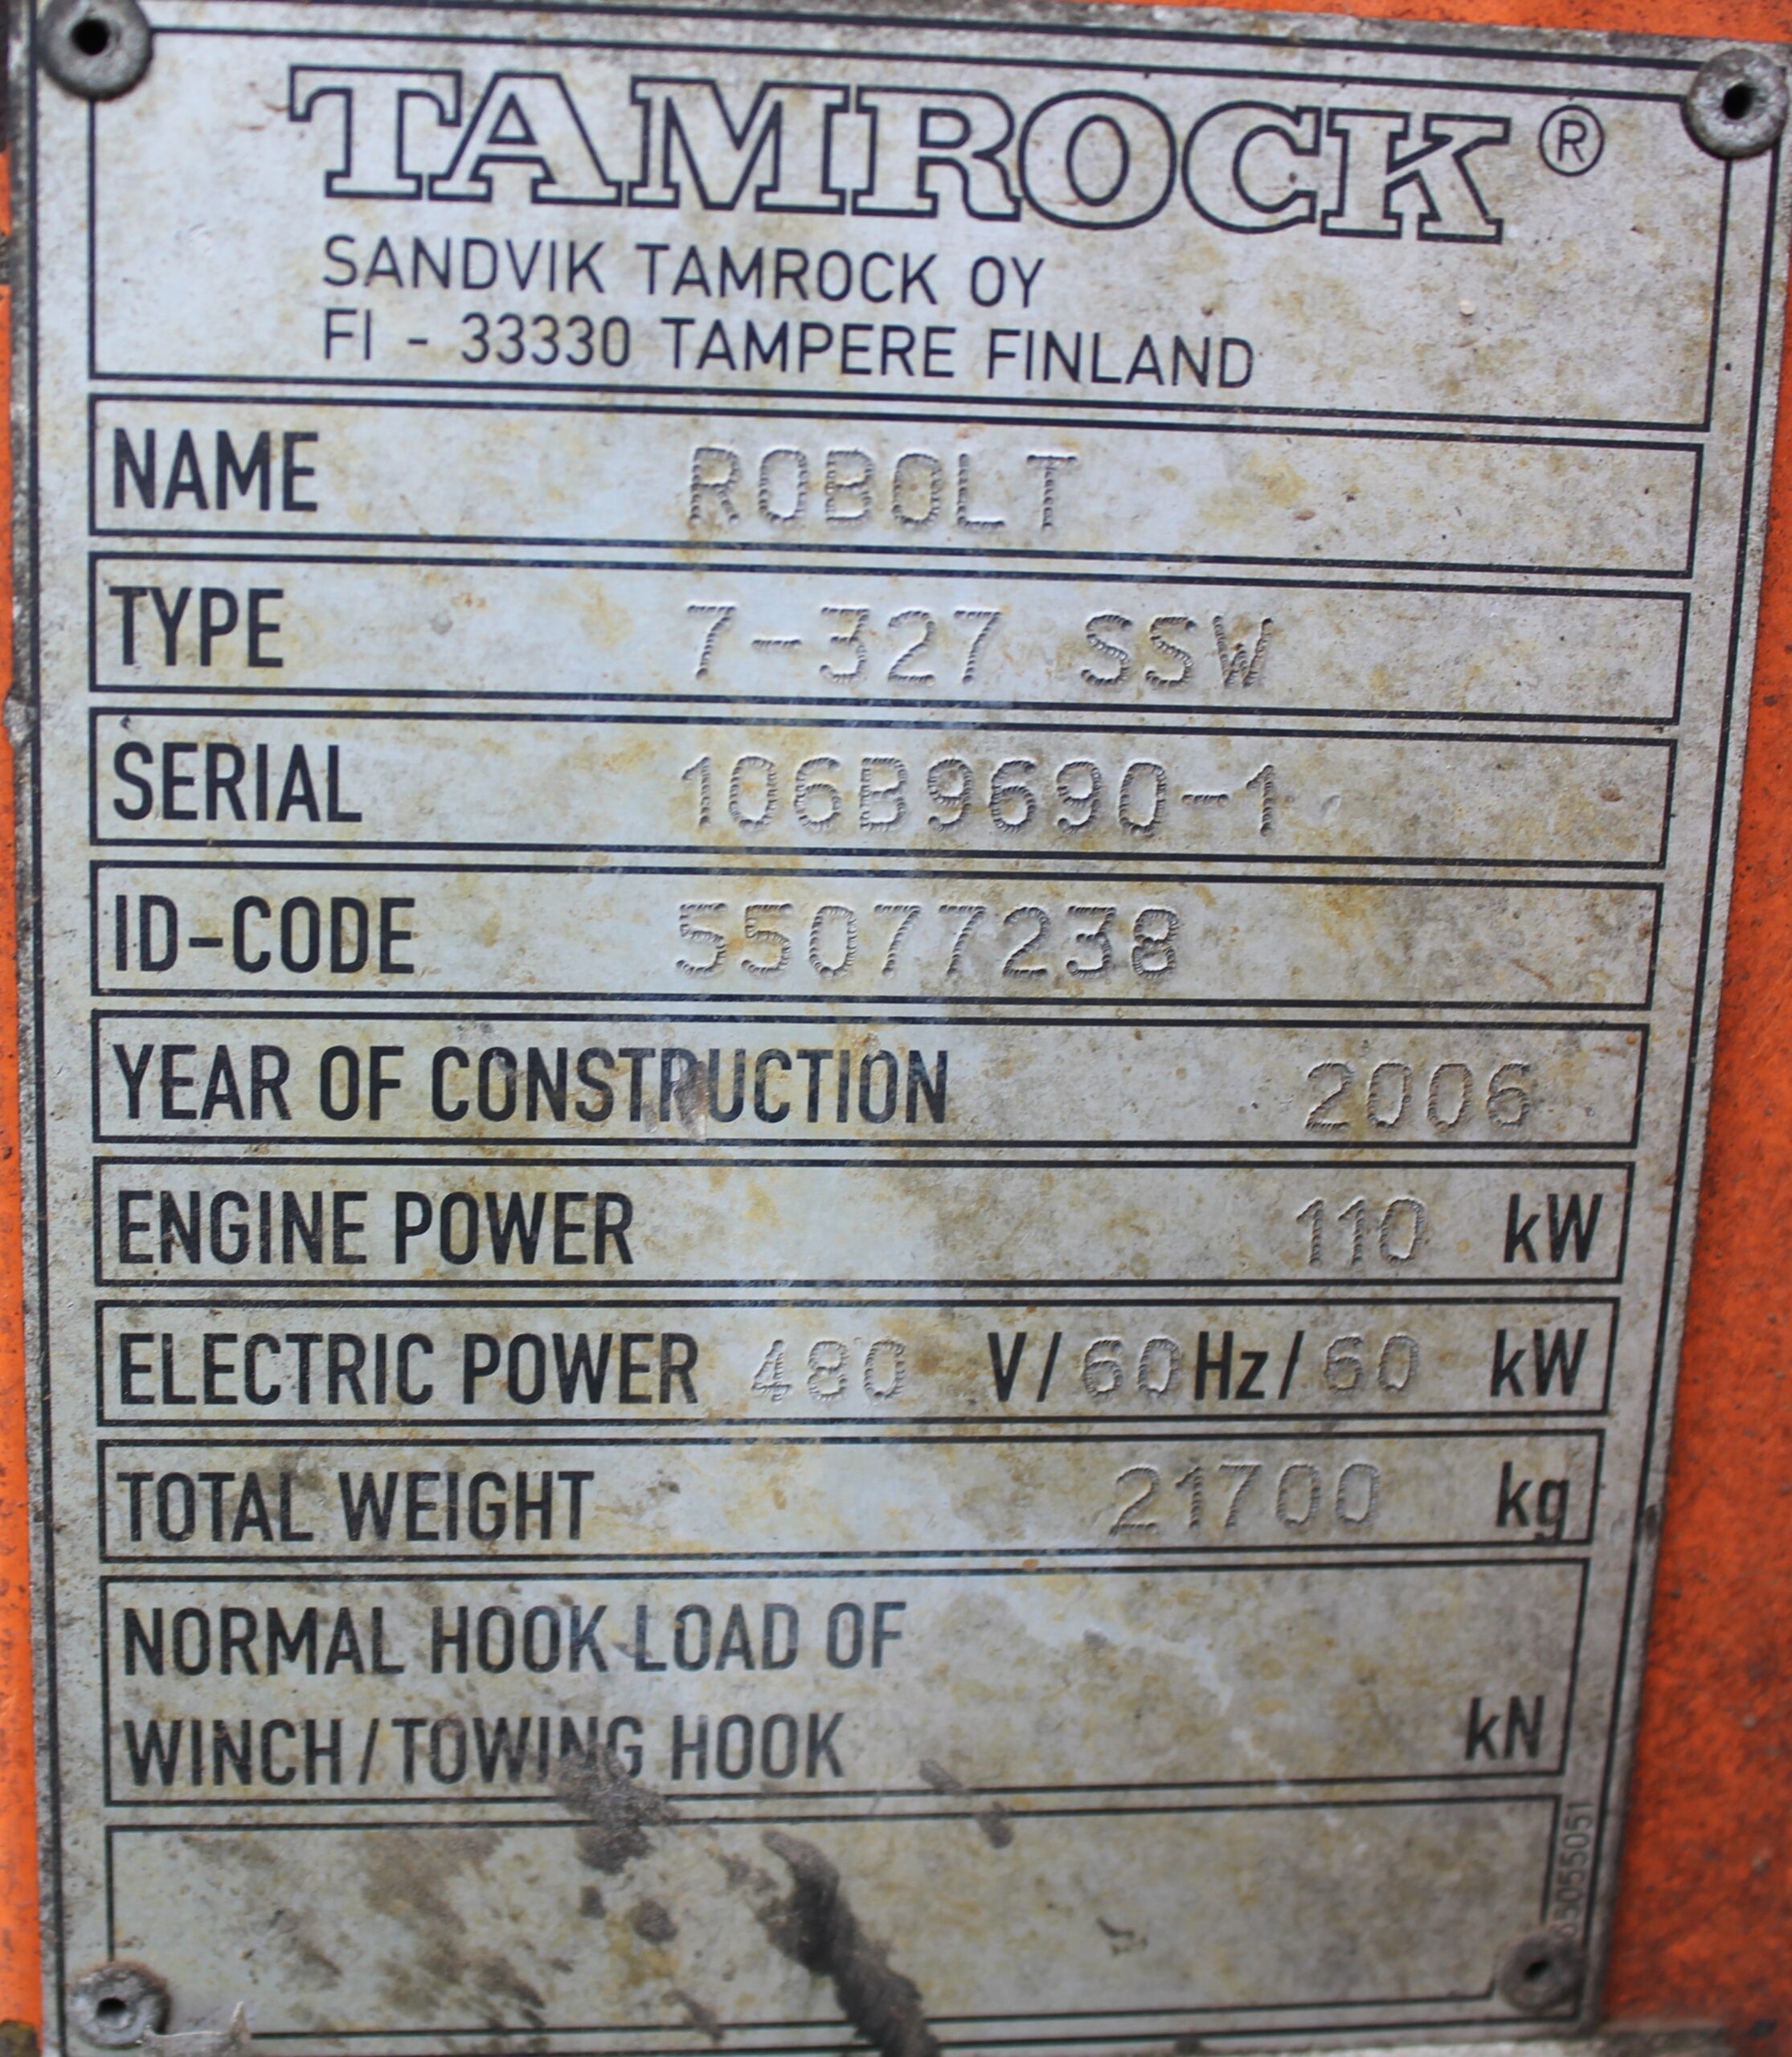 TAMROCK®
SANDVIK TAMROCK OY
FI - 33330 TAMPERE FINLAND
NAME ROBOLT
TYPE 7-327 SSW
SERIAL 106B9690-1
ID-CODE 55077238
YEAR OF CONSTRUCTION 2006
ENGINE POWER 110 kW
ELECTRIC POWER 480 V/60Hz/60 kW
TOTAL WEIGHT 21700 kg
NORMAL HOOK LOAD OF
WINCH/TOWING HOOK kN